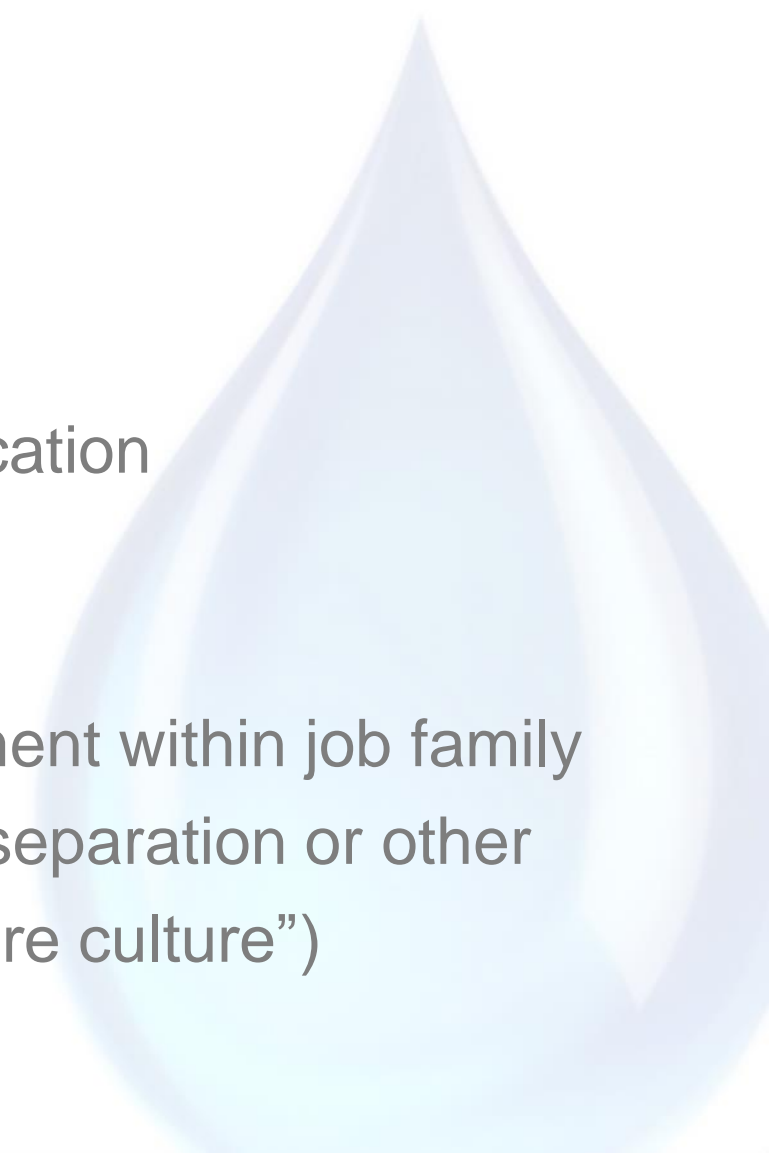 cation
nent within job family
separation or other
re culture”)